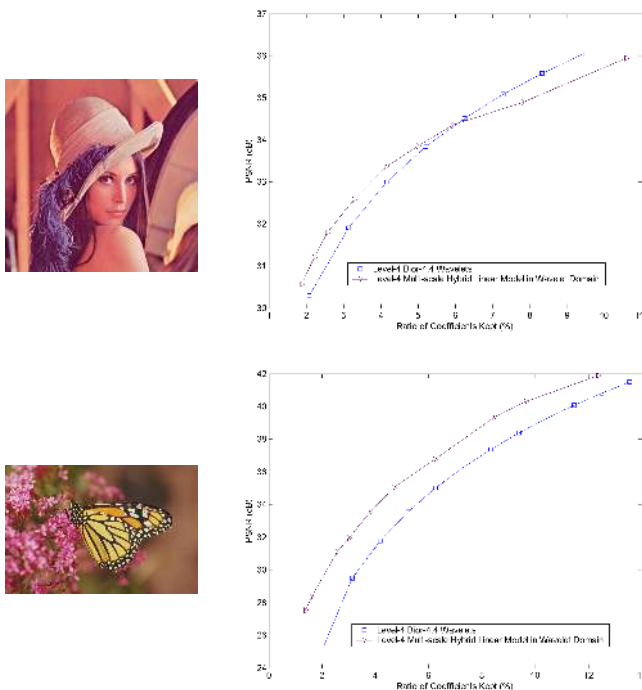 37
36
35
34
33
32
31
30
PSNR (dB)
Level-4 Bior-4.4 Wavelets
Level-4 Multi-scale Hybrid Linear Model in Wavelet Domain
1 2 3 4 5 6 7 8 9 10 11
Ratio of Coefficients Kept (%)
42
40
38
36
34
32
30
28
26
24
PSNR (dB)
Level-4 Bior-4.4 Wavelets
Level-4 Multi-scale Hybrid Linear Model in Wavelet Domain
0 2 4 6 8 10 12
Ratio of Coefficients Kept (%)